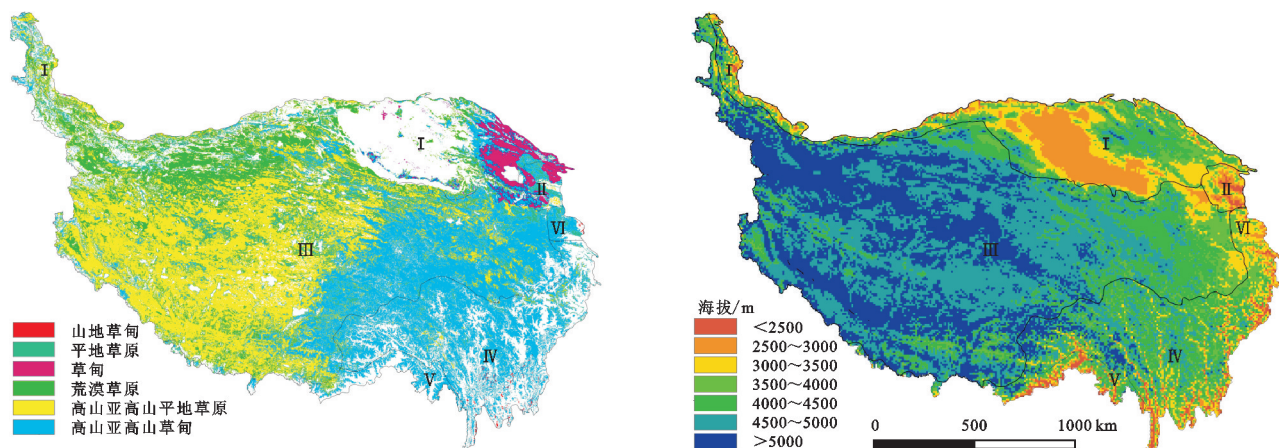 I
I
II
VI
III
IV
V
山地草甸
平地草原
草甸
荒漠草原
高山亚高山平地草原
高山亚高山草甸
I
I
II
VI
III
IV
V
海拔/m
<2500
2500~3000
3000~3500
3500~4000
4000~4500
4500~5000
>5000
0 500 1000 km